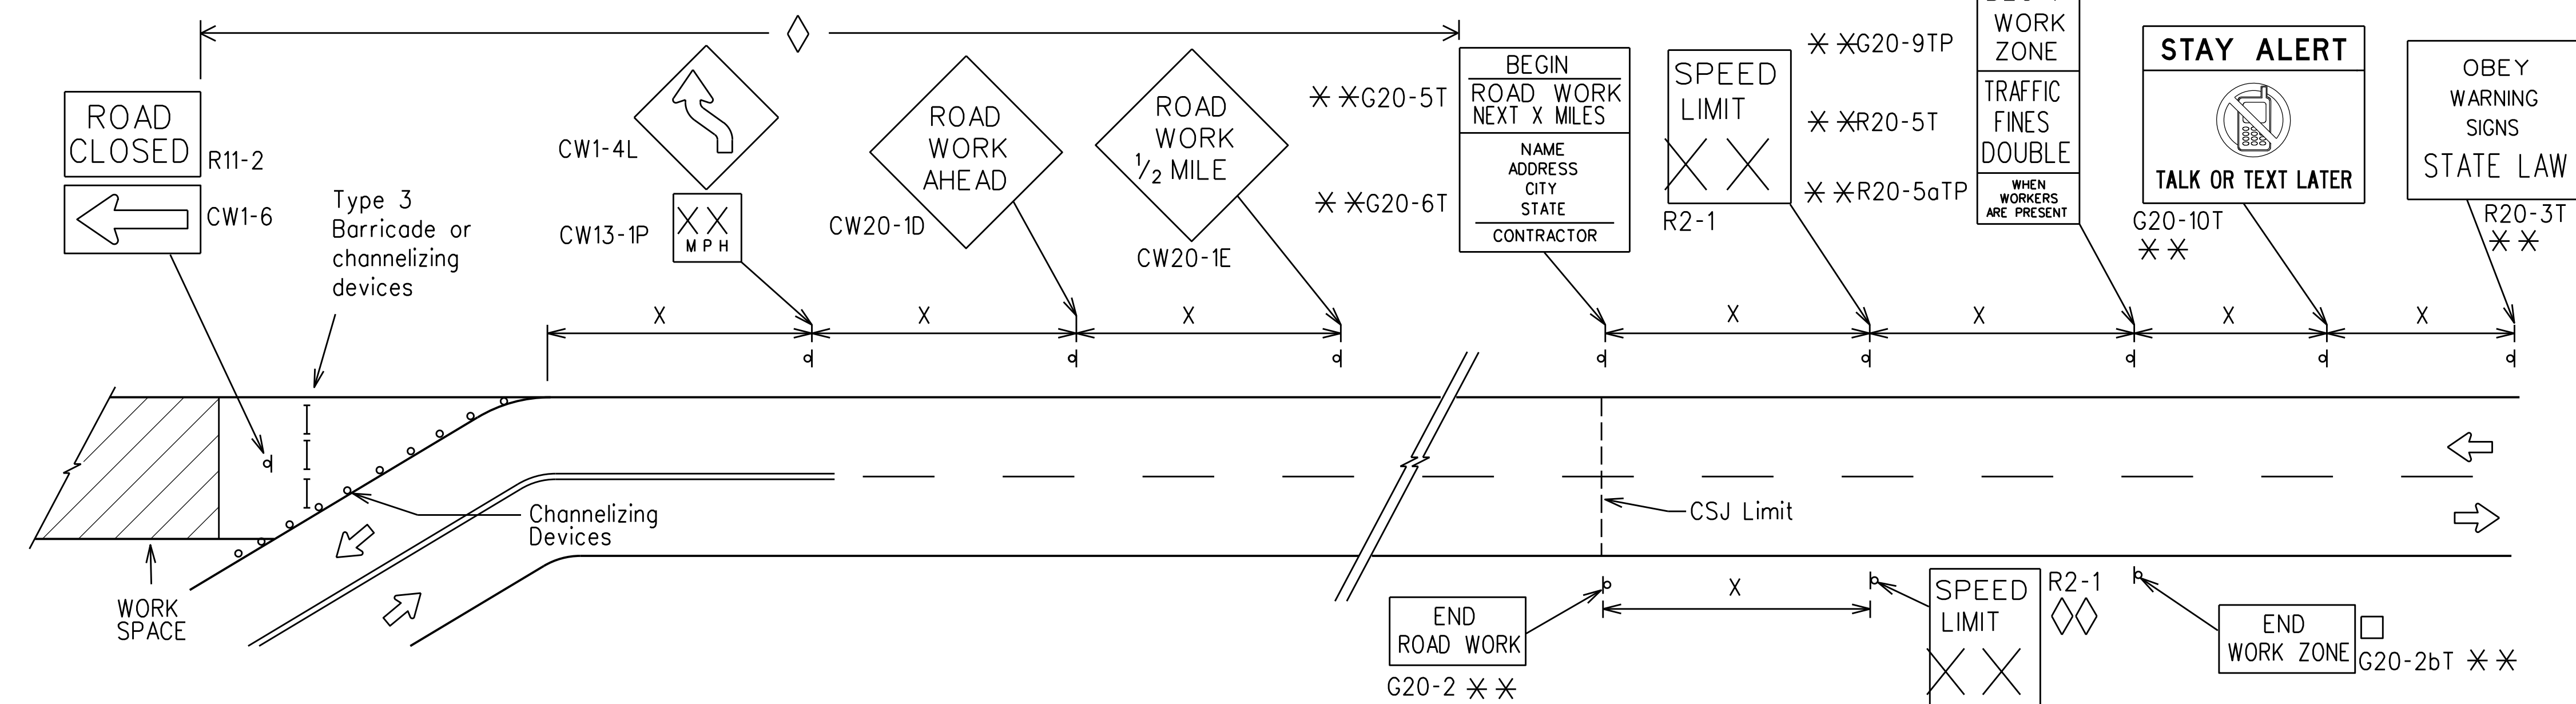 ROAD
CLOSED
R11-2
CW1-6
Type 3
Barricade or
channelizing
devices
CW1-4L
XX
MPH
CW13-1P
ROAD
WORK
AHEAD
CW20-1D
ROAD
WORK
1/2 MILE
CW20-1E
** G20-5T
** G20-6T
BEGIN
ROAD WORK
NEXT X MILES
NAME
ADDRESS
CITY
STATE
CONTRACTOR
SPEED
LIMIT
XX
R2-1
** G20-9TP
** R20-5T
** R20-5aTP
WORK
ZONE
TRAFFIC
FINES
DOUBLE
WHEN
WORKERS
ARE PRESENT
STAY ALERT
TALK OR TEXT LATER
G20-10T
**
OBEY
WARNING
SIGNS
STATE LAW
R20-3T
**
X X X X X X X
Channelizing
Devices
CSJ Limit
WORK
SPACE
END
ROAD WORK
G20-2 **
X
SPEED
LIMIT
XX
R2-1
END
WORK ZONE
G20-2bT **